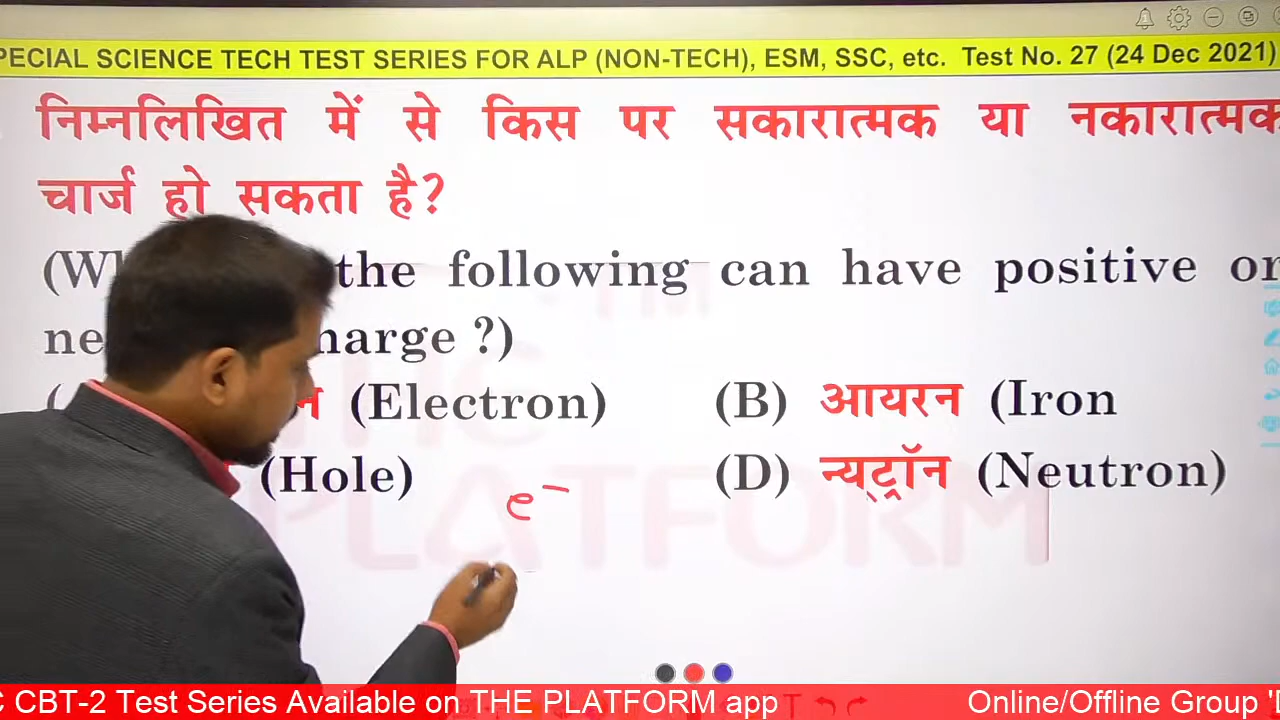 PECIAL SCIENCE TECH TEST SERIES FOR ALP (NON-TECH), ESM, SSC, etc. Test No. 27 (24 Dec 2021)
निम्नलिखित में से किस पर सकारात्मक या नकारात्मक
चार्ज हो सकता है?
the following can have positive or
harge ?)
(Electron) (B) आयरन (Iron
(Hole) (D) न्यूट्रॉन (Neutron)
e⁻
THE
PLATFORM
C CBT-2 Test Series Available on THE PLATFORM app Online/Offline Group